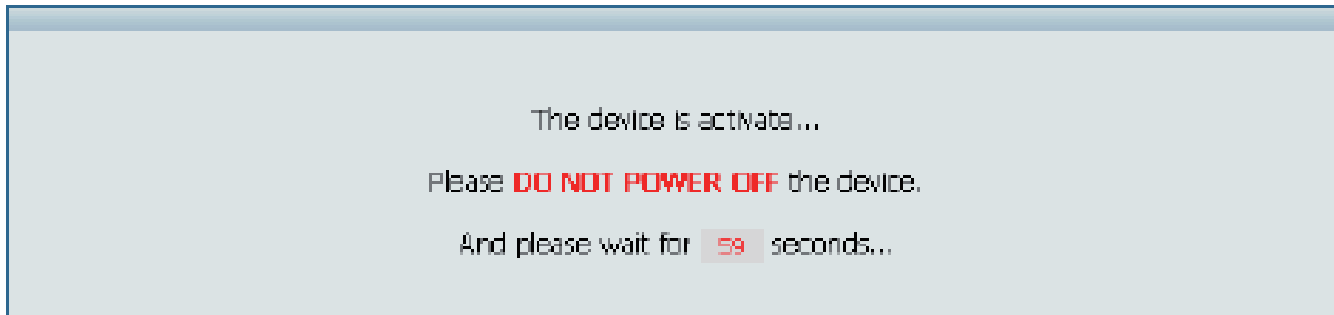 The device is activate...
Please DO NOT POWER OFF the device.
And please wait for 59 seconds...